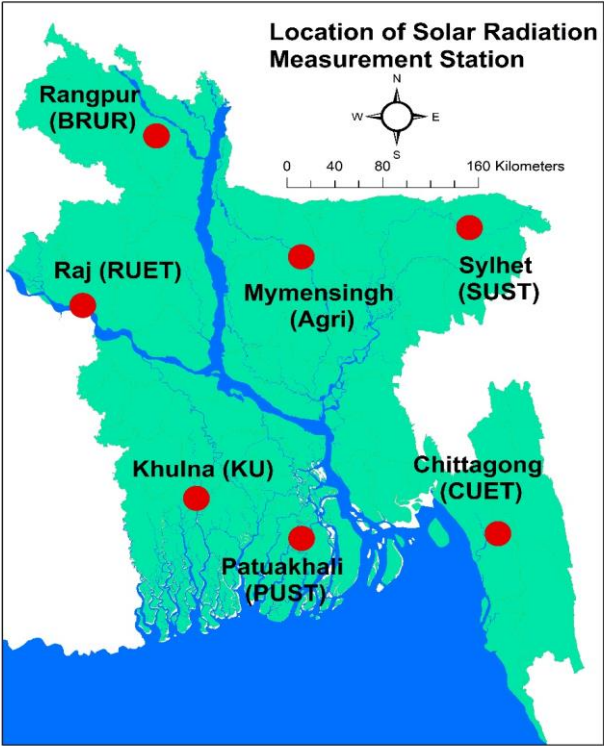 Location of Solar Radiation
Measurement Station
N
W E
S
0 40 80 160 Kilometers
Rangpur
(BRUR)
Raj (RUET)
Mymensingh
(Agri)
Sylhet
(SUST)
Khulna (KU)
Chittagong
(CUET)
Patuakhali
(PUST)